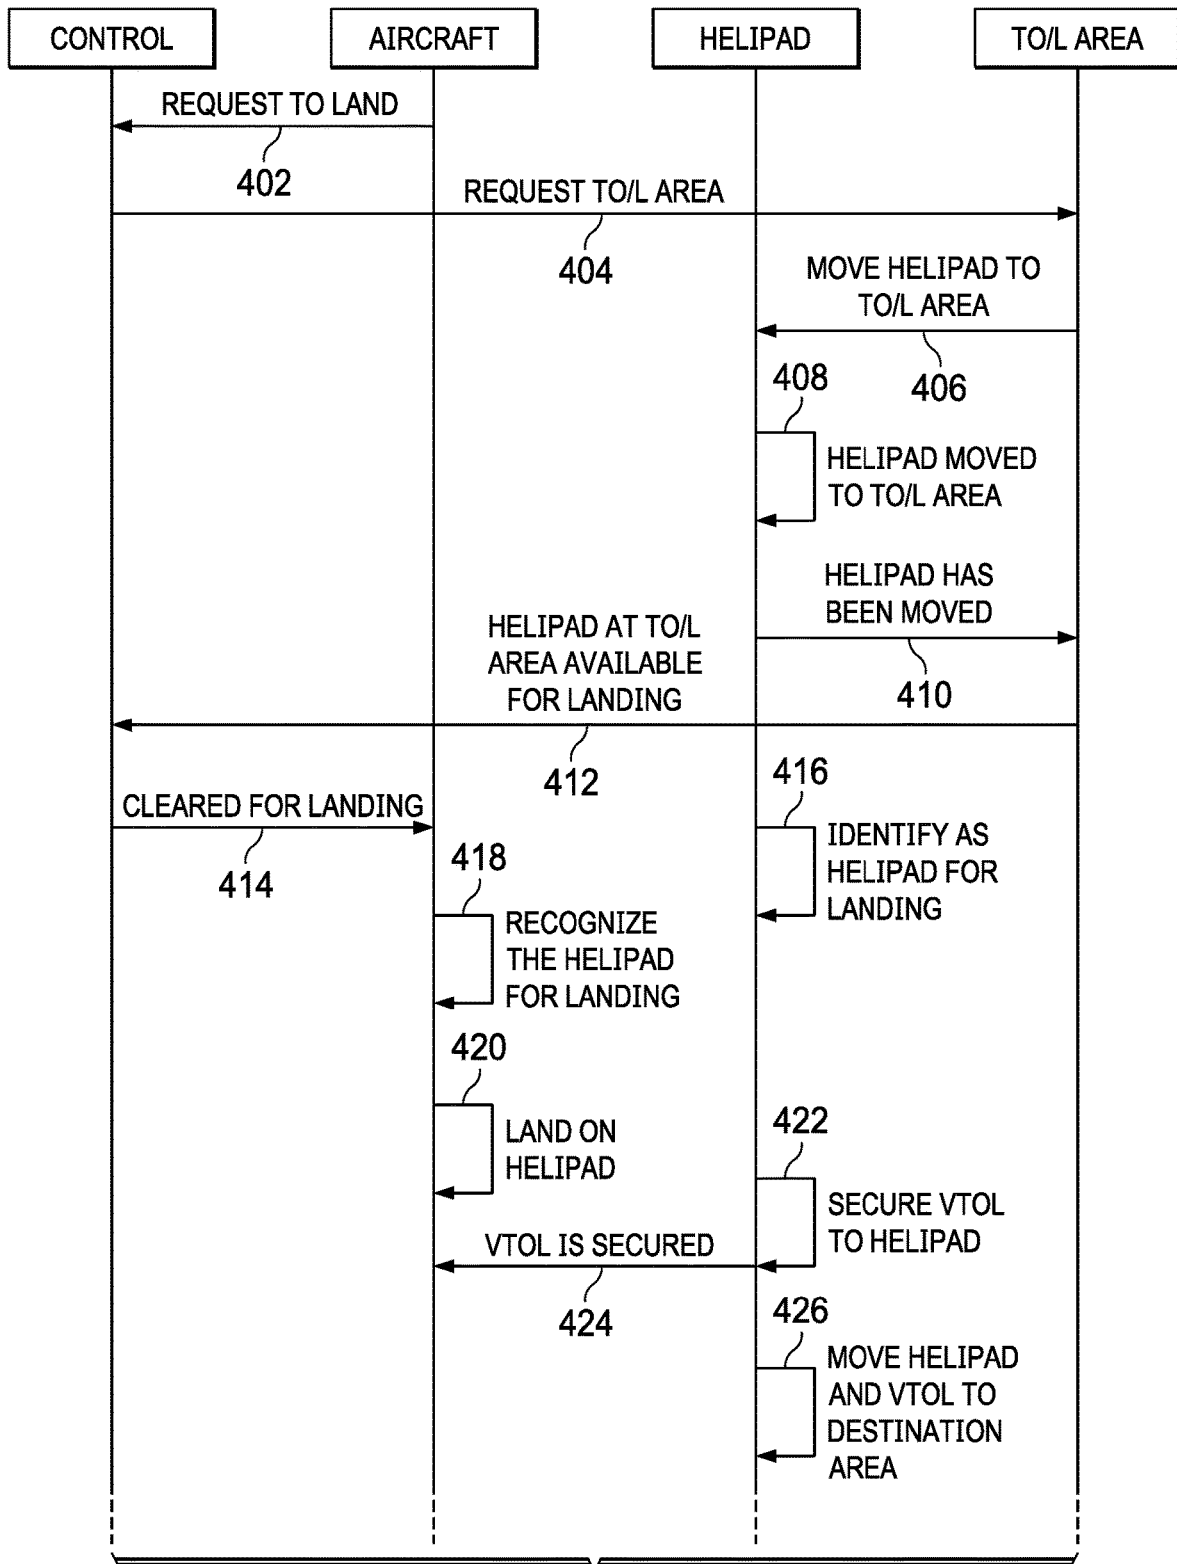 CONTROL
AIRCRAFT
HELIPAD
TO/L AREA
REQUEST TO LAND
402
REQUEST TO/L AREA
404
MOVE HELIPAD TO
TO/L AREA
406
408
HELIPAD MOVED
TO TO/L AREA
HELIPAD HAS
BEEN MOVED
410
HELIPAD AT TO/L
AREA AVAILABLE
FOR LANDING
412
CLEARED FOR LANDING
414
416
IDENTIFY AS
HELIPAD FOR
LANDING
418
RECOGNIZE
THE HELIPAD
FOR LANDING
420
LAND ON
HELIPAD
422
SECURE VTOL
TO HELIPAD
VTOL IS SECURED
424
426
MOVE HELIPAD
AND VTOL TO
DESTINATION
AREA